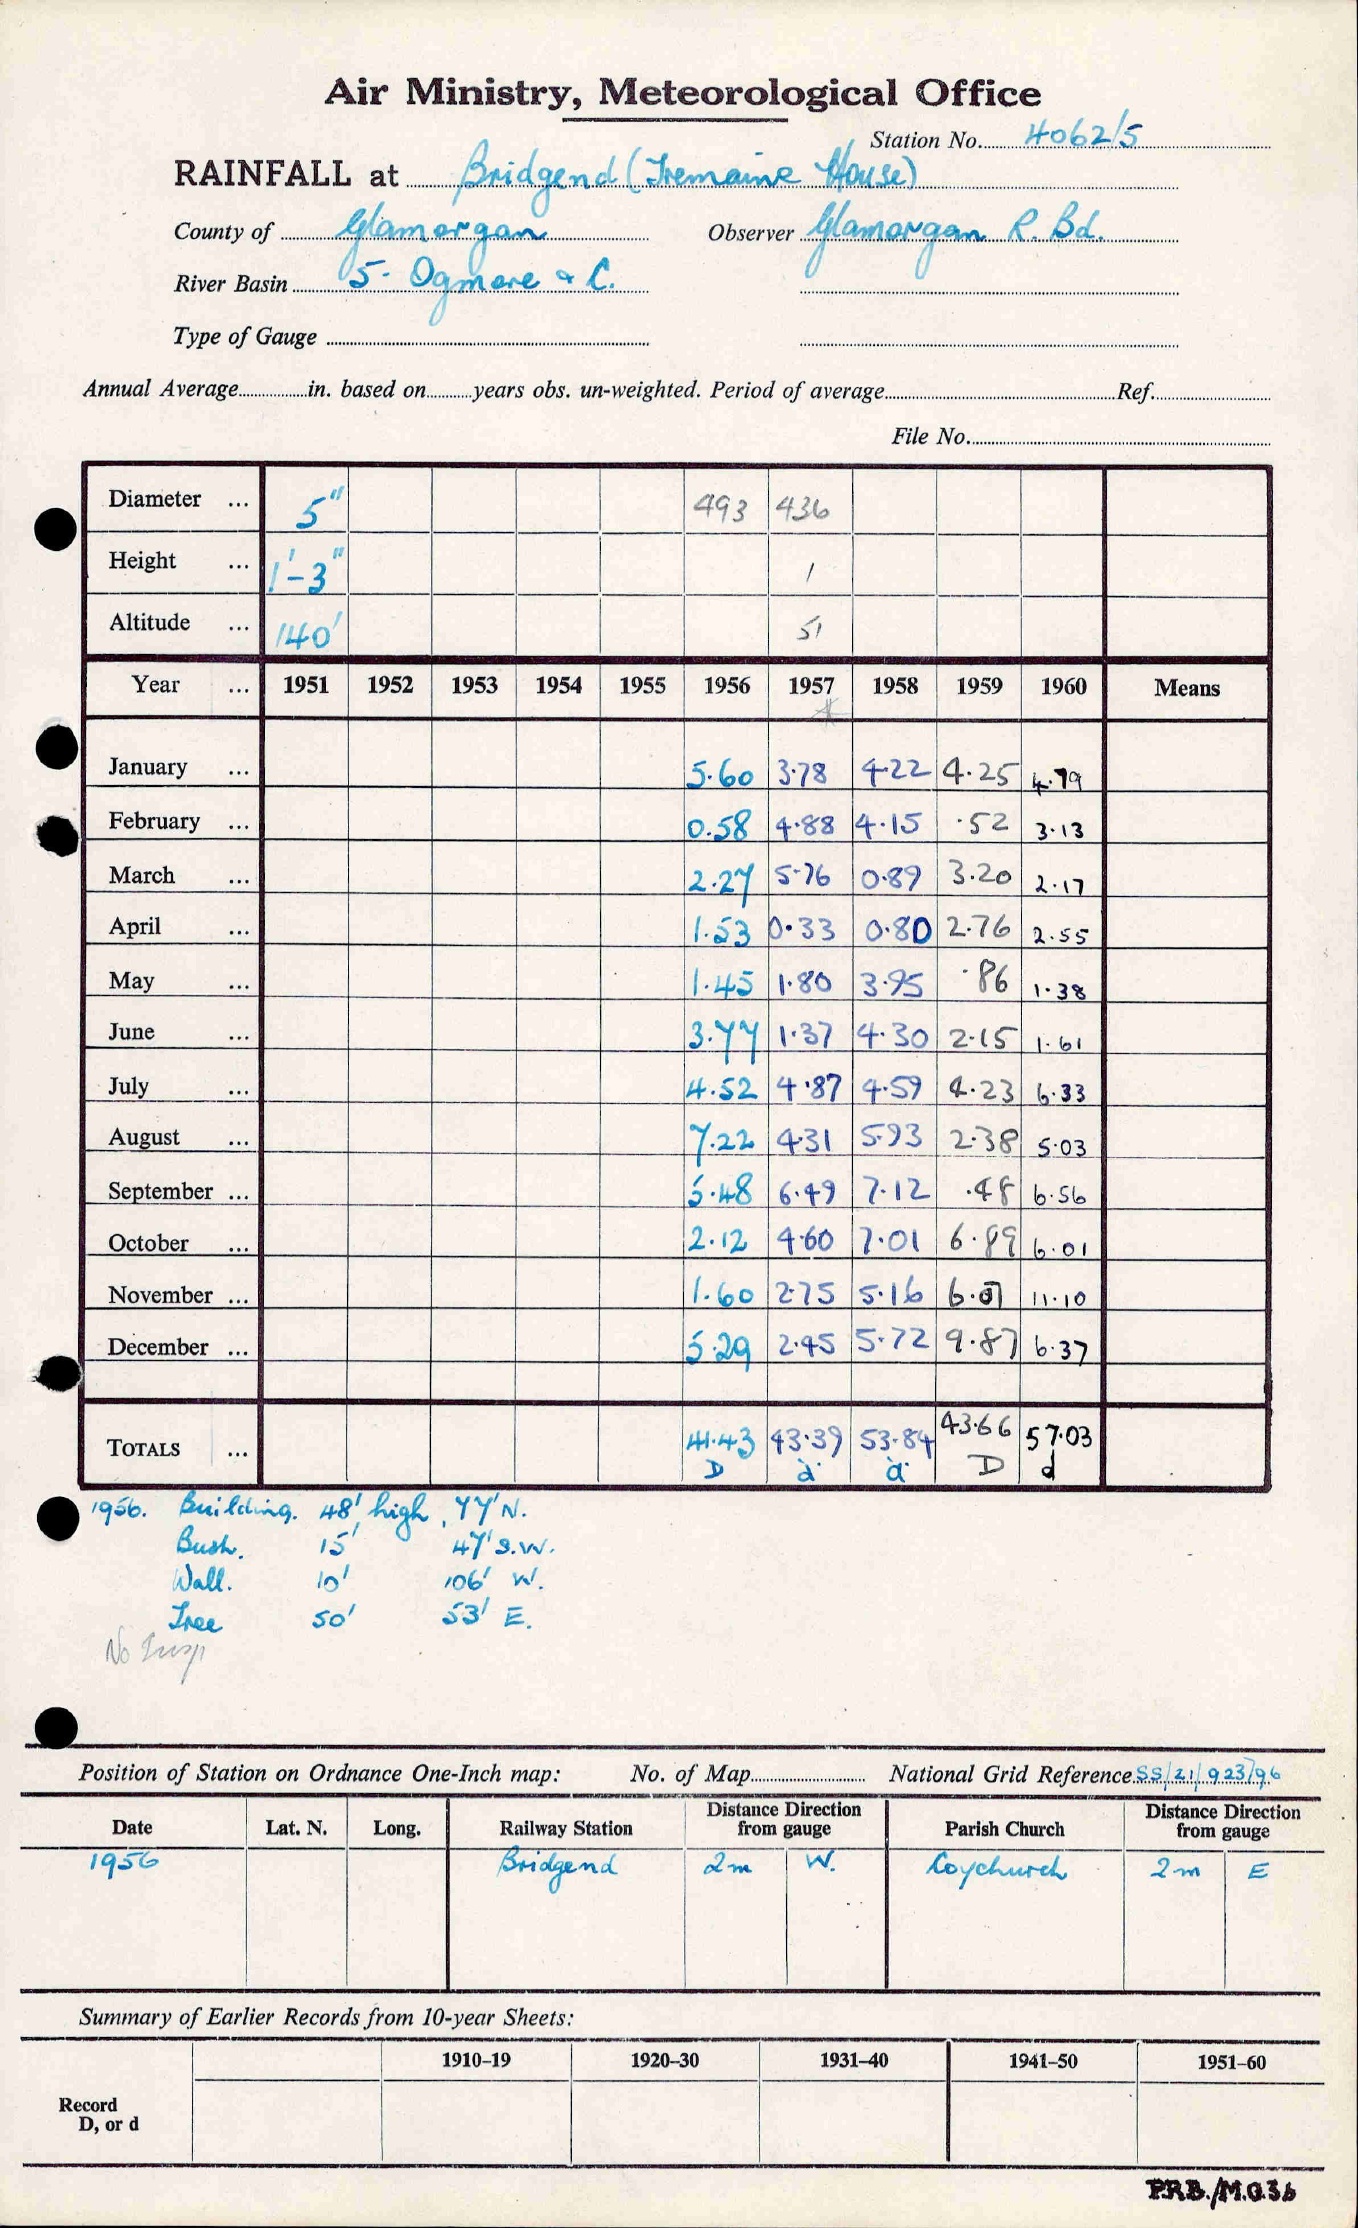 Air Ministry, Meteorological Office
Station No. 4062/5
RAINFALL at Bridgend (Tremaine House)
County of Glamorgan Observer Glamorgan R. Bd.
River Basin 5. Ogmore & C.
Type of Gauge
Annual Average in. based on years obs. un-weighted. Period of average Ref.
File No.
Diameter ... 5" 493 436
Height ... 1'-3" 1
Altitude ... 140' 51
Year ... 1951 1952 1953 1954 1955 1956 1957 1958 1959 1960 Means
January ... 5.60 3.78 4.22 4.25 4.79
February ... 0.58 4.88 4.15 .52 3.13
March ... 2.27 5.76 0.89 3.20 2.17
April ... 1.53 0.33 0.80 2.76 2.55
May ... 1.45 1.80 3.95 .86 1.38
June ... 3.77 1.37 4.30 2.15 1.61
July ... 4.52 4.87 4.59 4.23 6.33
August ... 7.22 4.31 5.93 2.38 5.03
September ... 5.48 6.49 7.12 .48 6.56
October ... 2.12 4.60 7.01 6.89 6.01
November ... 1.60 2.75 5.16 6.07 11.10
December ... 5.29 2.45 5.72 9.87 6.37
TOTALS ... 41.43 43.39 53.84 43.66 57.03
D d d D d
1956. Building. 48' high, 77' N.
Bush. 15' 47' S.W.
Wall. 10' 106' W.
Tree 50' 53' E.
No Insp
Position of Station on Ordnance One-Inch map: No. of Map National Grid Reference SS/21/923796
Date Lat. N. Long. Railway Station Distance Direction from gauge Parish Church Distance Direction from gauge
1956 Bridgend 2m W. Coychurch 2m E
Summary of Earlier Records from 10-year Sheets:
1910-19 1920-30 1931-40 1941-50 1951-60
Record
D, or d
P.R.B./M.O.36